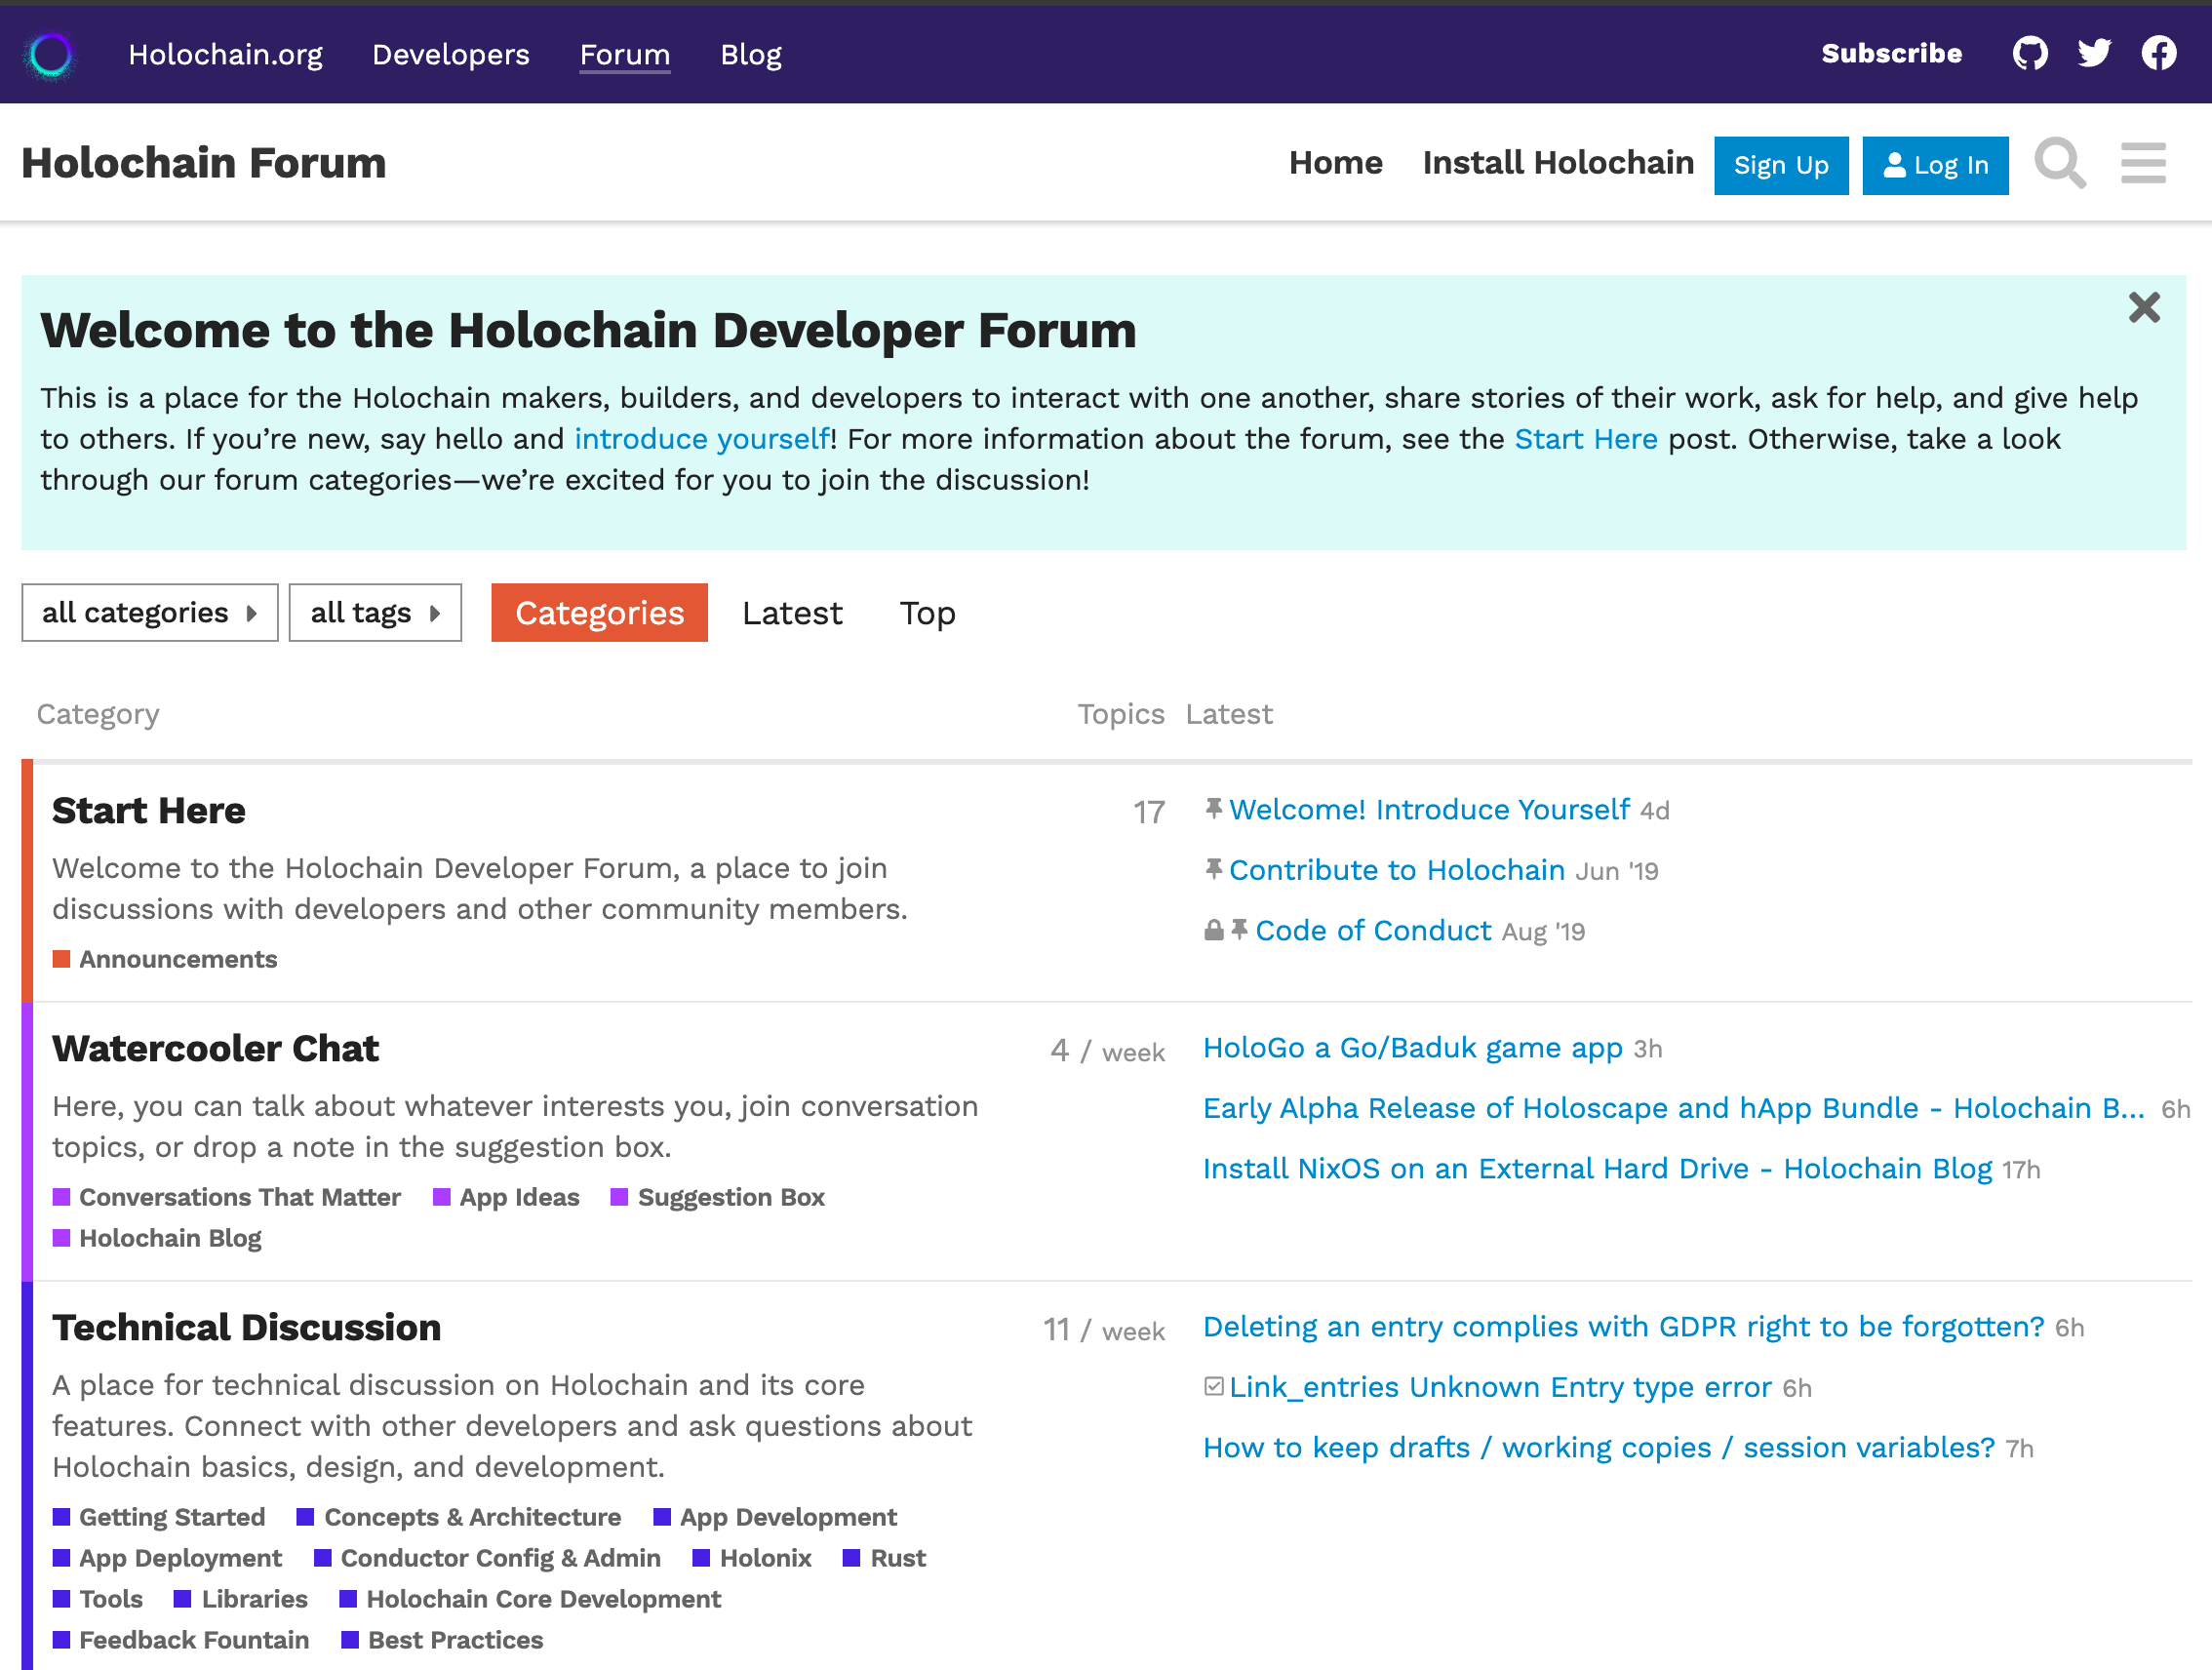 Holochain.org Developers Forum Blog Subscribe
Holochain Forum Home Install Holochain Sign Up Log In
Welcome to the Holochain Developer Forum
This is a place for the Holochain makers, builders, and developers to interact with one another, share stories of their work, ask for help, and give help
to others. If you’re new, say hello and introduce yourself! For more information about the forum, see the Start Here post. Otherwise, take a look
through our forum categories—we’re excited for you to join the discussion!
all categories all tags Categories Latest Top
Category Topics Latest
Start Here
Welcome to the Holochain Developer Forum, a place to join
discussions with developers and other community members.
Announcements
17
Welcome! Introduce Yourself 4d
Contribute to Holochain Jun '19
Code of Conduct Aug '19
Watercooler Chat
Here, you can talk about whatever interests you, join conversation
topics, or drop a note in the suggestion box.
Conversations That Matter App Ideas Suggestion Box
Holochain Blog
4 / week
HoloGo a Go/Baduk game app 3h
Early Alpha Release of Holoscape and hApp Bundle - Holochain B... 6h
Install NixOS on an External Hard Drive - Holochain Blog 17h
Technical Discussion
A place for technical discussion on Holochain and its core
features. Connect with other developers and ask questions about
Holochain basics, design, and development.
Getting Started Concepts & Architecture App Development
App Deployment Conductor Config & Admin Holonix Rust
Tools Libraries Holochain Core Development
Feedback Fountain Best Practices
11 / week
Deleting an entry complies with GDPR right to be forgotten? 6h
Link_entries Unknown Entry type error 6h
How to keep drafts / working copies / session variables? 7h